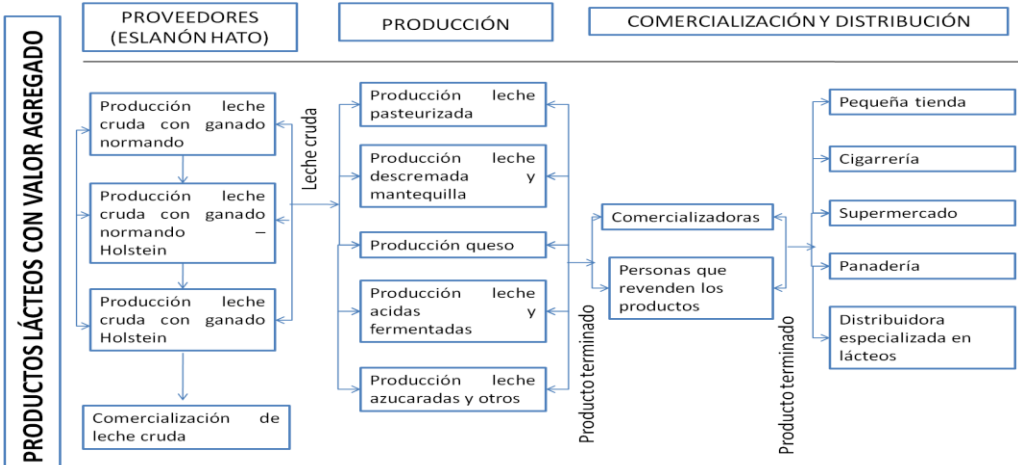 PRODUCTOS LÁCTEOS CON VALOR AGREGADO
PROVEEDORES
(ESLANÓN HATO)
PRODUCCIÓN
COMERCIALIZACIÓN Y DISTRIBUCIÓN
Producción leche
cruda con ganado
normando
Producción leche
cruda con ganado
normando –
Holstein
Producción leche
cruda con ganado
Holstein
Comercialización de
leche cruda
Leche cruda
Producción leche
pasteurizada
Producción leche
descremada y
mantequilla
Producción queso
Producción leche
acidas y
fermentadas
Producción leche
azucaradas y otros
Producto terminado
Comercializadoras
Personas que
revenden los
productos
Producto terminado
Pequeña tienda
Cigarrería
Supermercado
Panadería
Distribuidora
especializada en
lácteos